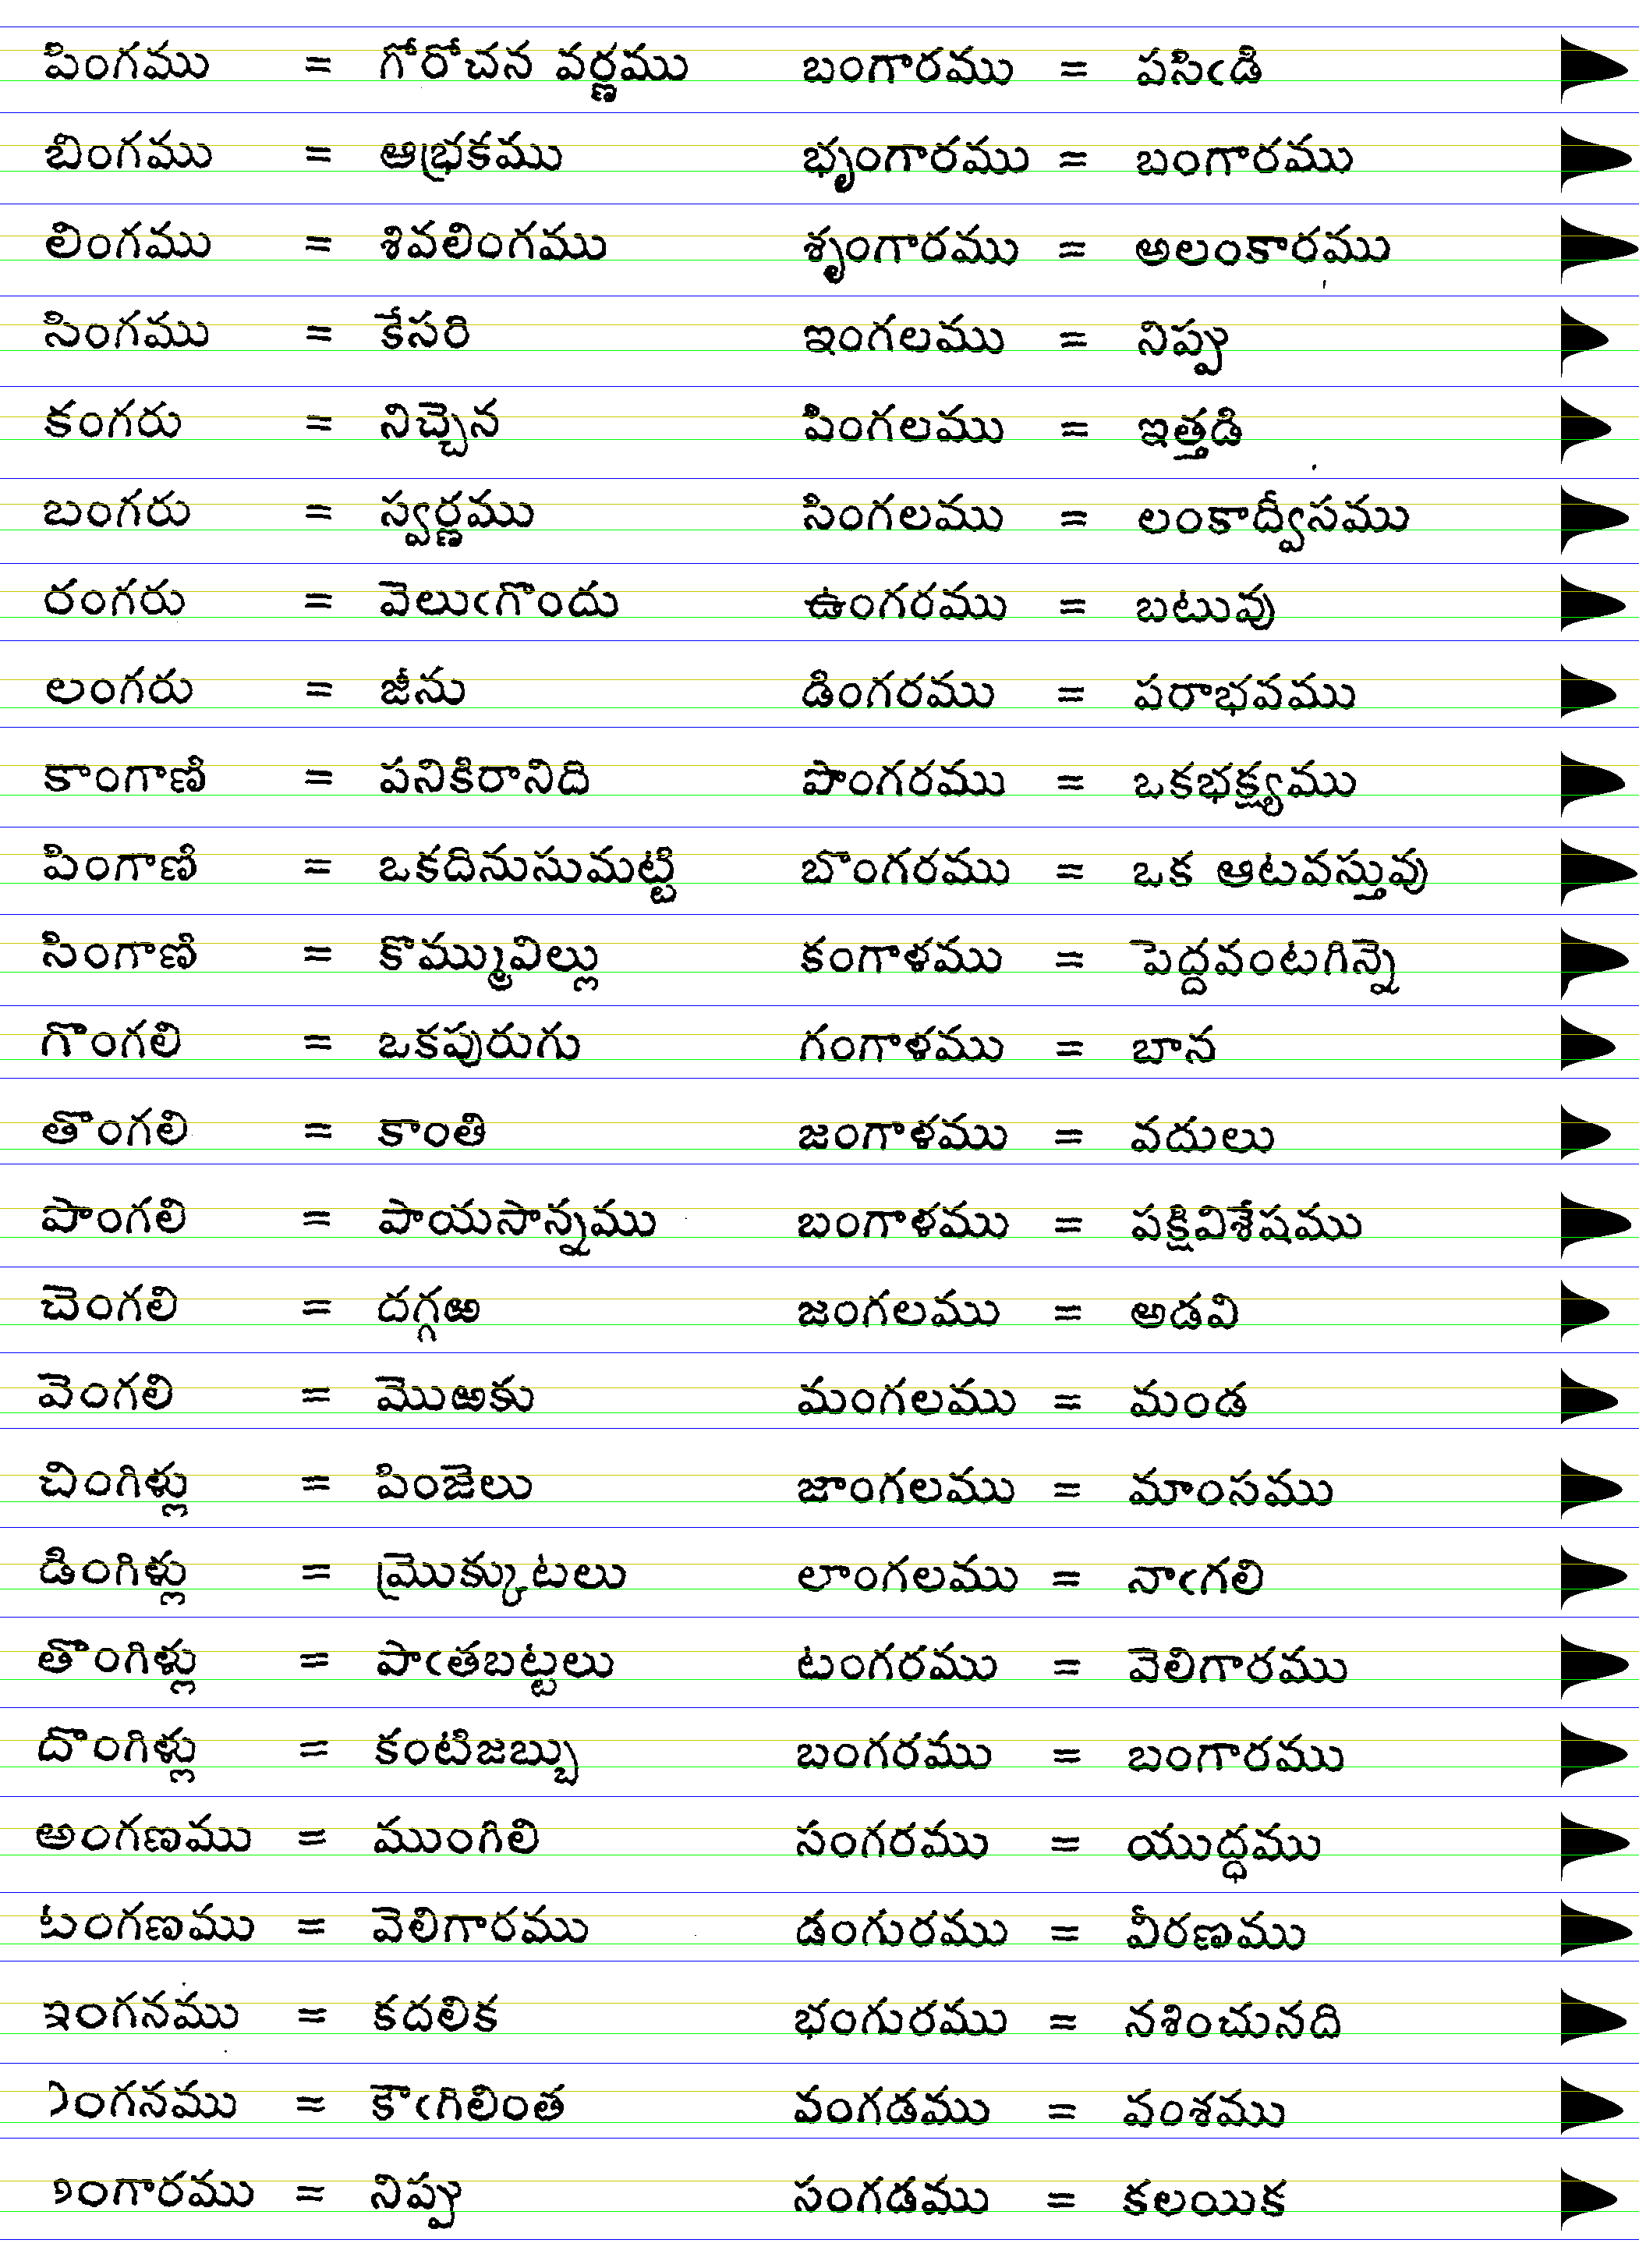 పింగము = గోరోచన వర్ణము బంగారము = పసిఁడి
బింగము = ఆభ్రకము భృంగారము = బంగారము
లింగము = శివలింగము శృంగారము = అలంకారము
సింగము = కేసరి ఇంగలము = నిప్పు
కంగరు = నిచ్చెన పింగలము = ఇత్తడి
బంగరు = స్వర్ణము సింగలము = లంకాద్వీసము
రంగరు = వెలుఁగొందు ఉంగరము = బటువు
లంగరు = జీను డింగరము = పరాభవము
కాంగాణి = పనికిరానిది పొంగరము = ఒకభక్ష్యము
పింగాణి = ఒకదినుసుమట్టి బొంగరము = ఒక ఆటవస్తువు
సింగాణి = కొమ్మువిల్లు కంగాళము = పెద్దవంటగిన్నె
గొంగలి = ఒకపురుగు గంగాళము = బాన
తొంగలి = కాంతి జంగాళము = వదులు
పొంగలి = పాయసాన్నము బంగాళము = పక్షివిశేషము
చెంగలి = దగ్గఱ జంగలము = అడవి
వెంగలి = మొఱకు మంగలము = మండ
చింగిళ్లు = పింజెలు జాంగలము = మాంసము
డింగిళ్లు = మ్రొక్కుటలు లాంగలము = నాఁగలి
తొంగిళ్లు = పాఁతబట్టలు టంగరము = వెలిగారము
దొంగిళ్లు = కంటిజబ్బు బంగరము = బంగారము
అంగణము = ముంగిలి సంగరము = యుద్ధము
టంగణము = వెలిగారము డంగురము = వీరణము
ఇంగనము = కదలిక భంగురము = నశించునది
= కౌఁగిలింత వంగడము = వంశము
= నిప్పు సంగడము = కలయిక